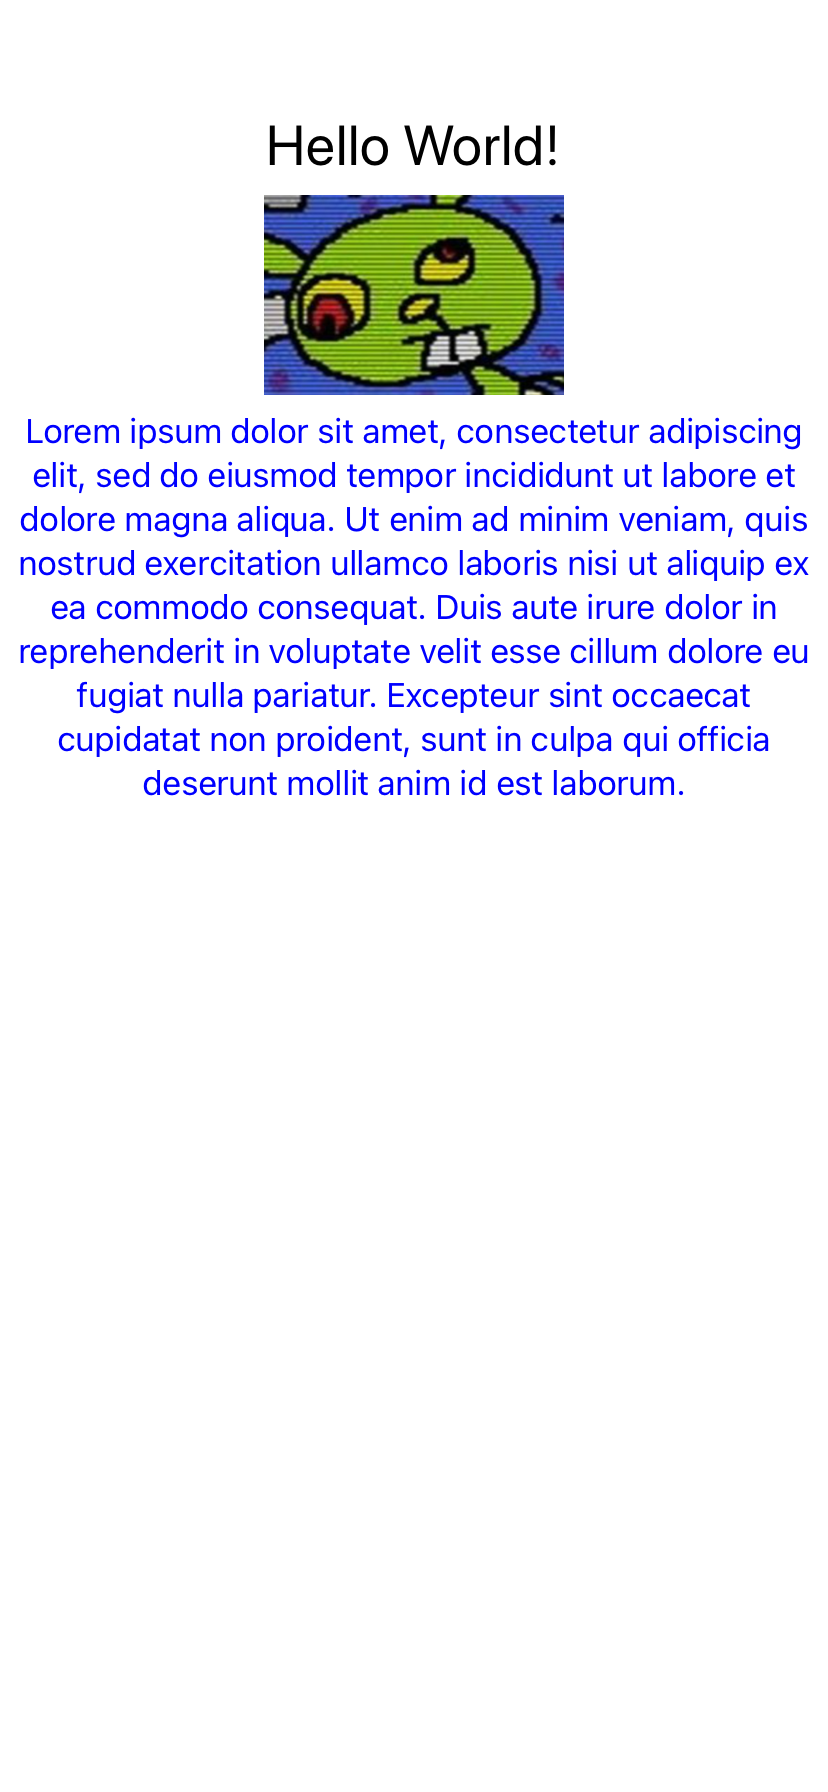 Hello World!
Lorem ipsum dolor sit amet, consectetur adipiscing
elit, sed do eiusmod tempor incididunt ut labore et
dolore magna aliqua. Ut enim ad minim veniam, quis
nostrud exercitation ullamco laboris nisi ut aliquip ex
ea commodo consequat. Duis aute irure dolor in
reprehenderit in voluptate velit esse cillum dolore eu
fugiat nulla pariatur. Excepteur sint occaecat
cupidatat non proident, sunt in culpa qui officia
deserunt mollit anim id est laborum.